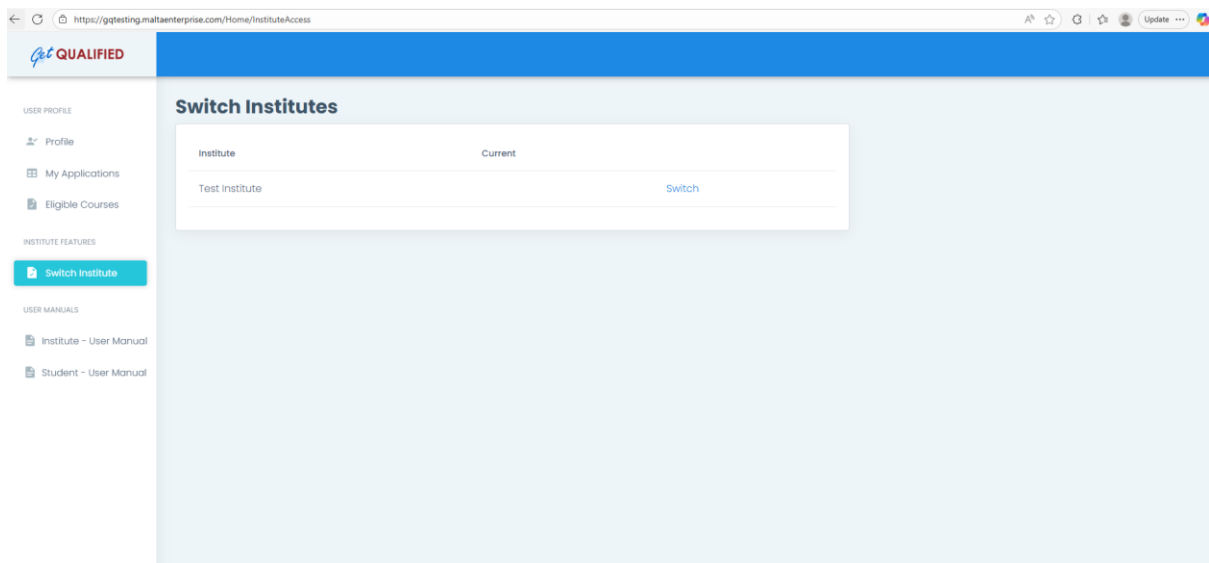 https://gqtesting.maltaenterprise.com/Home/InstituteAccess
Update
Get QUALIFIED
USER PROFILE
Profile
My Applications
Eligible Courses
INSTITUTE FEATURES
Switch Institute
USER MANUALS
Institute - User Manual
Student - User Manual
Switch Institutes
Institute Current
Test Institute Switch